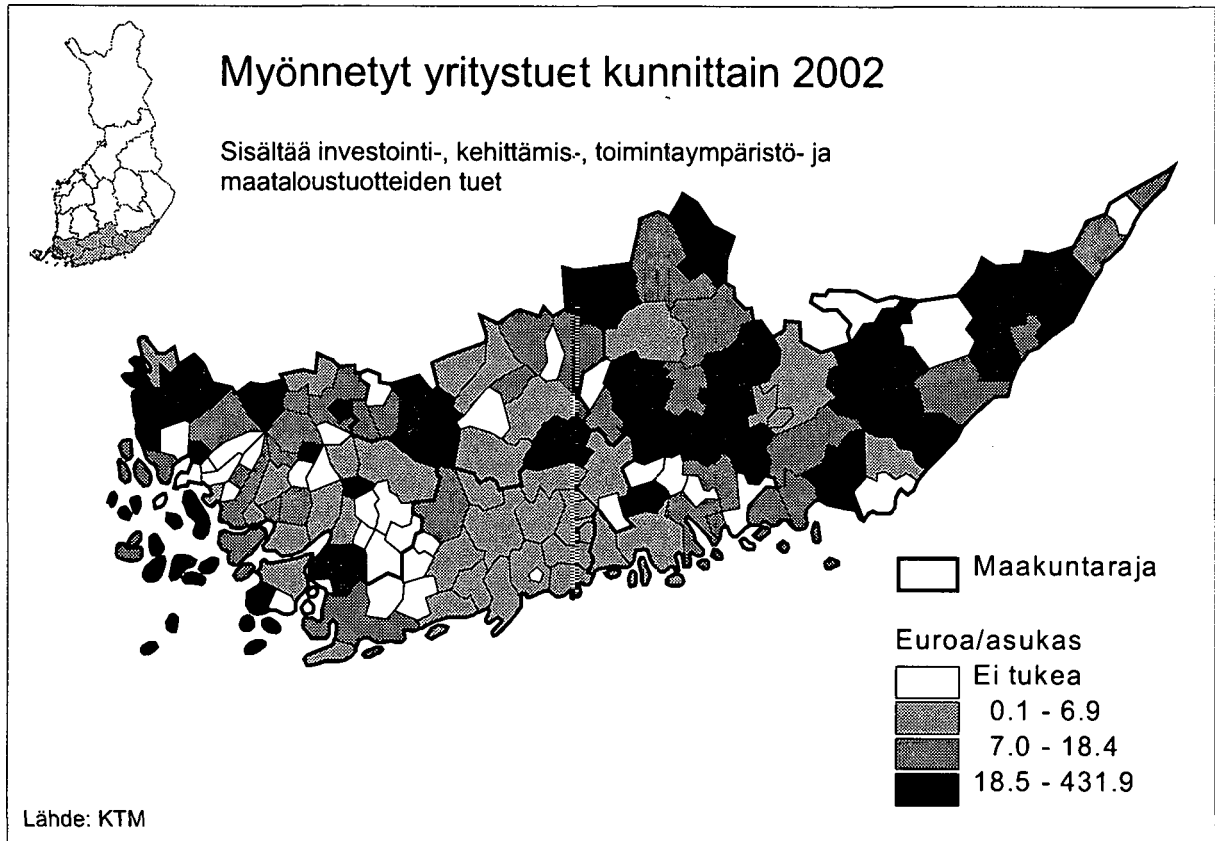 Myönnetyt yritystuet kunnittain 2002
Sisältää investointi-, kehittämis-, toimintaympäristö- ja
maataloustuotteiden tuet
Maakuntaraja
Euroa/asukas
Ei tukea
0.1 - 6.9
7.0 - 18.4
18.5 - 431.9
Lähde: KTM